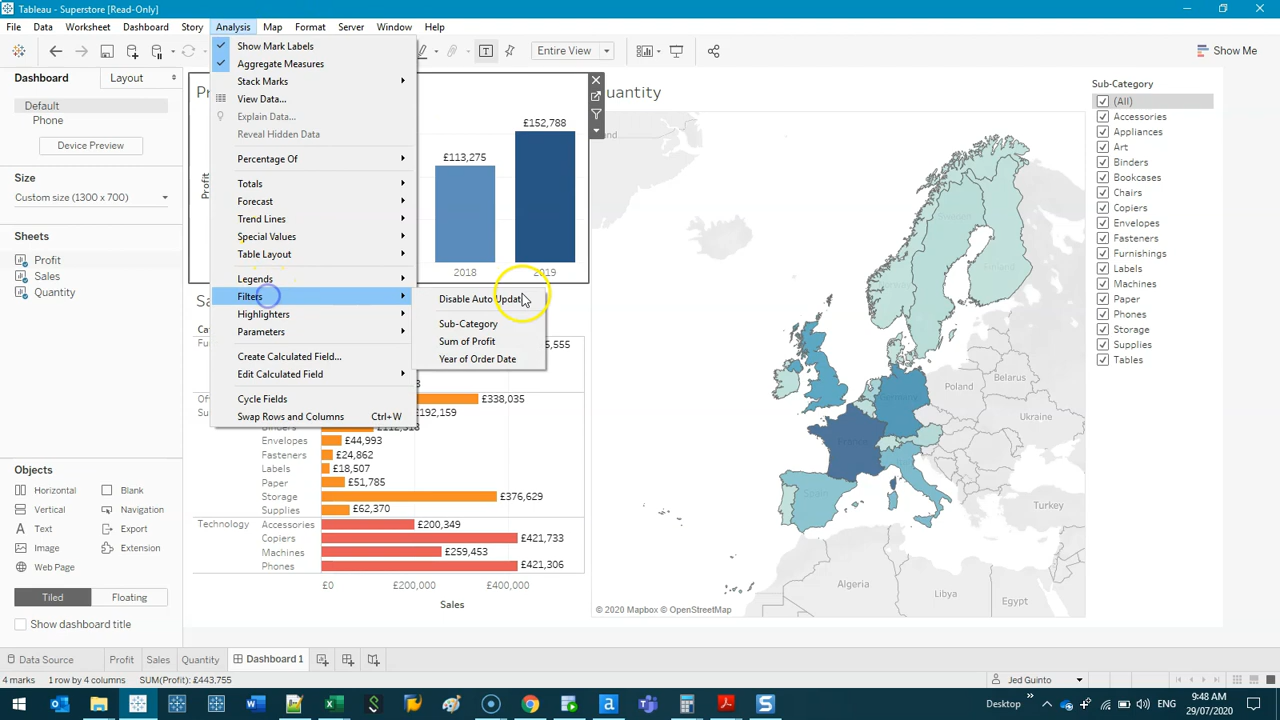 Tableau - Superstore [Read-Only]
File Data Worksheet Dashboard Story Analysis Map Format Server Window Help
Entire View
Show Me
Dashboard
Layout
Default
Phone
Device Preview
Size
Custom size (1300 x 700)
Sheets
Profit
Sales
Quantity
Objects
Horizontal
Blank
Vertical
Navigation
Text
Export
Image
Extension
Web Page
Tiled
Floating
Show dashboard title
Show Mark Labels
Aggregate Measures
Stack Marks
View Data...
Explain Data...
Reveal Hidden Data
Percentage Of
Totals
Forecast
Trend Lines
Special Values
Table Layout
Legends
Filters
Highlighters
Parameters
Create Calculated Field...
Edit Calculated Field
Cycle Fields
Swap Rows and Columns Ctrl+W
Sub-Category
Sum of Profit
Year of Order Date
Profit
£113,275
£152,788
2018
2019
£338,035
£192,159
Envelopes £44,993
Fasteners £24,862
Labels £18,507
Paper £51,785
Storage £376,629
Supplies £62,370
Technology Accessories £200,349
Copiers £421,733
Machines £259,453
Phones £421,306
£0 £200,000 £400,000
Sales
Spain
Poland
Belarus
Ukraine
Turkey
Algeria
Libya
Egypt
© 2020 Mapbox © OpenStreetMap
Sub-Category
(All)
Accessories
Appliances
Art
Binders
Bookcases
Chairs
Copiers
Envelopes
Fasteners
Furnishings
Labels
Machines
Paper
Phones
Storage
Supplies
Tables
Data Source
Profit
Sales
Quantity
Dashboard 1
4 marks 1 row by 4 columns SUM(Profit): £443,755
Jed Guinto
Desktop
ENG
9:48 AM
29/07/2020